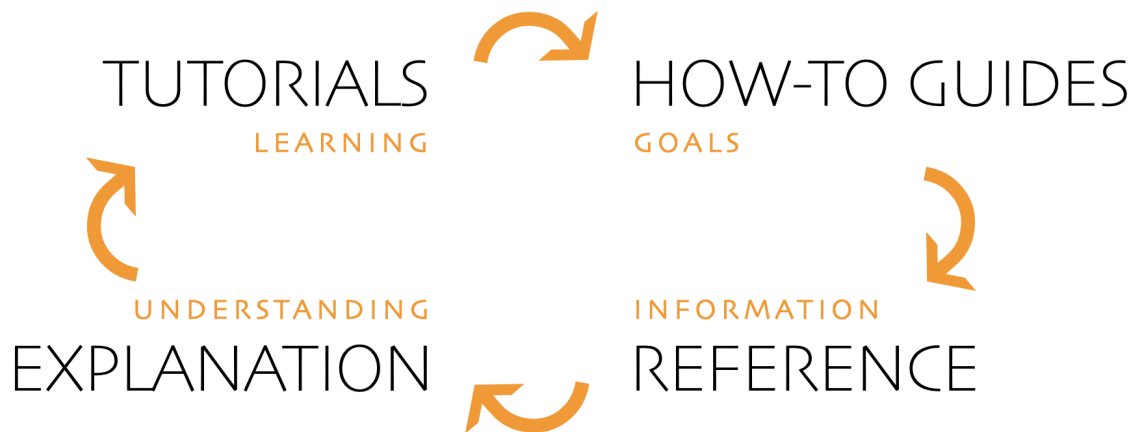 TUTORIALS
LEARNING
HOW-TO GUIDES
GOALS
UNDERSTANDING
EXPLANATION
INFORMATION
REFERENCE